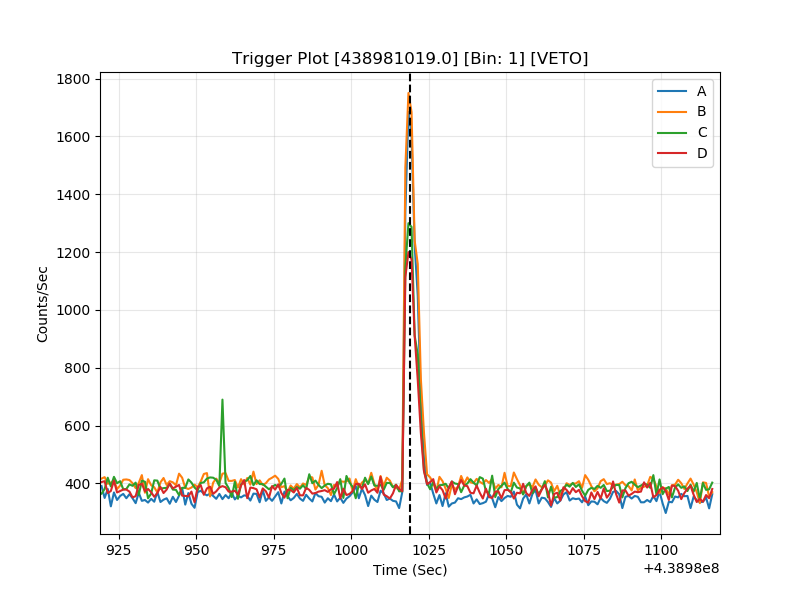 Trigger Plot [438981019.0] [Bin: 1] [VETO]
1800
1600
1400
1200
1000
800
600
400
Counts/Sec
A
B
C
D
925
950
975
1000
1025
1050
1075
1100
Time (Sec)
+4.3898e8